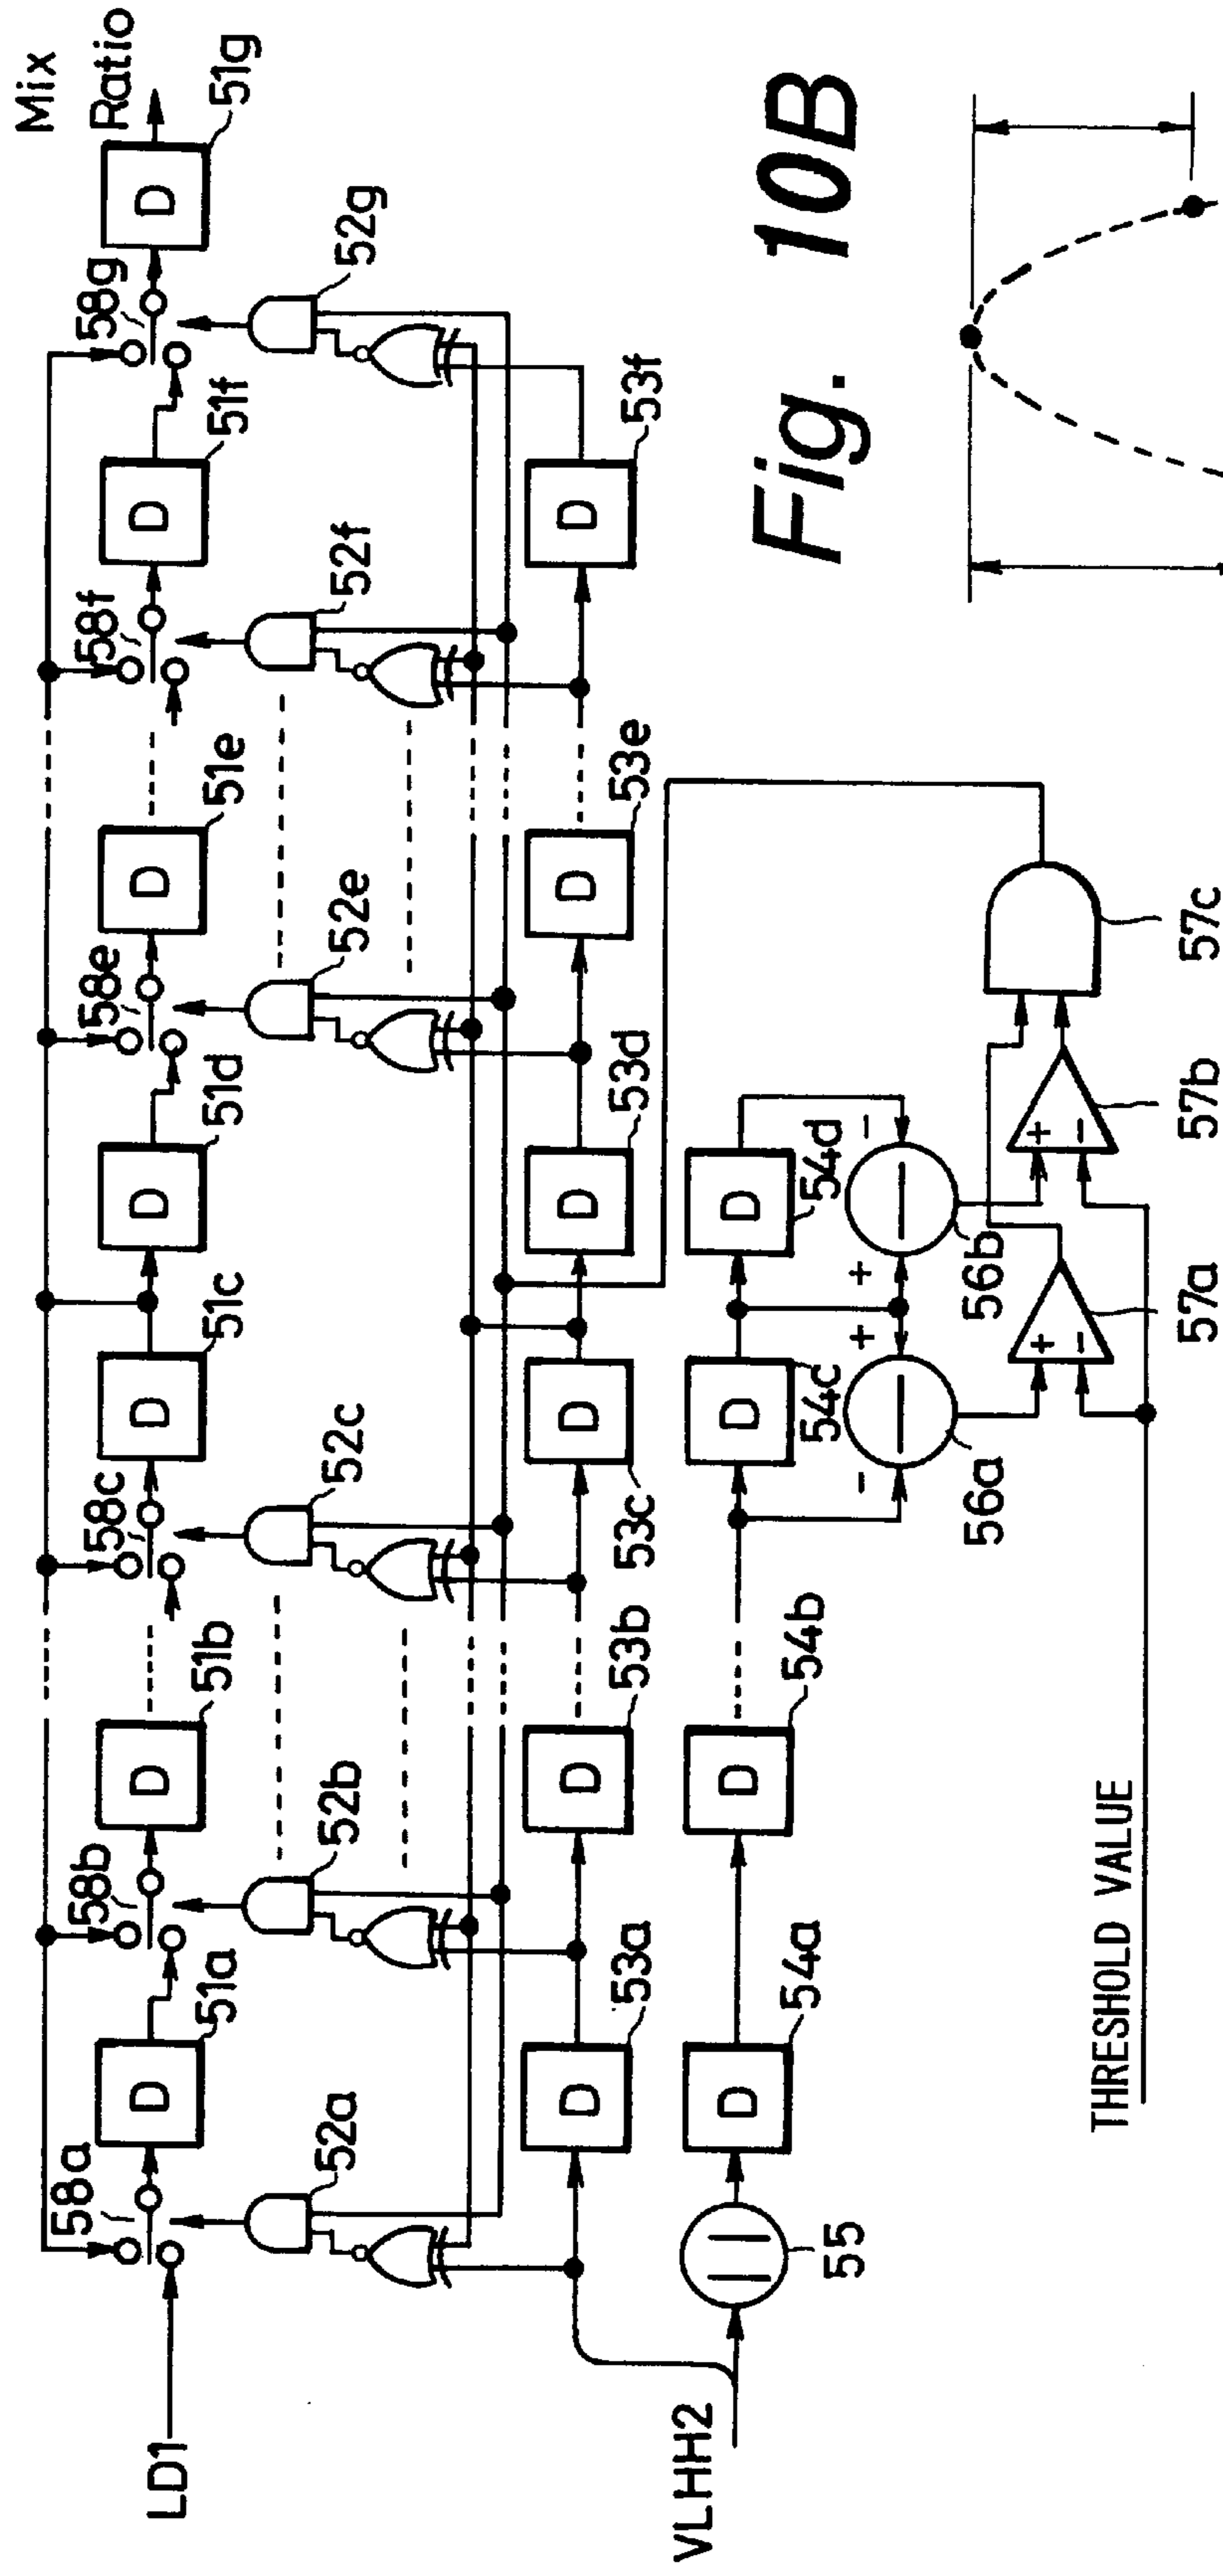 Mix
Ratio
58a 58b 58c 58e 58f 58g
D D D D D D D
LD1
51a 51b 51c 51d 51e 51f 51g
52a 52b 52c 52e 52f 52g
D D D D D D
53a 53b 53c 53d 53e 53f
VLHH2
D D D D
55 54a 54b 54c 54d
- + + -
56a 56b
+ - + -
THRESHOLD VALUE
57a 57b 57c
Fig. 10B